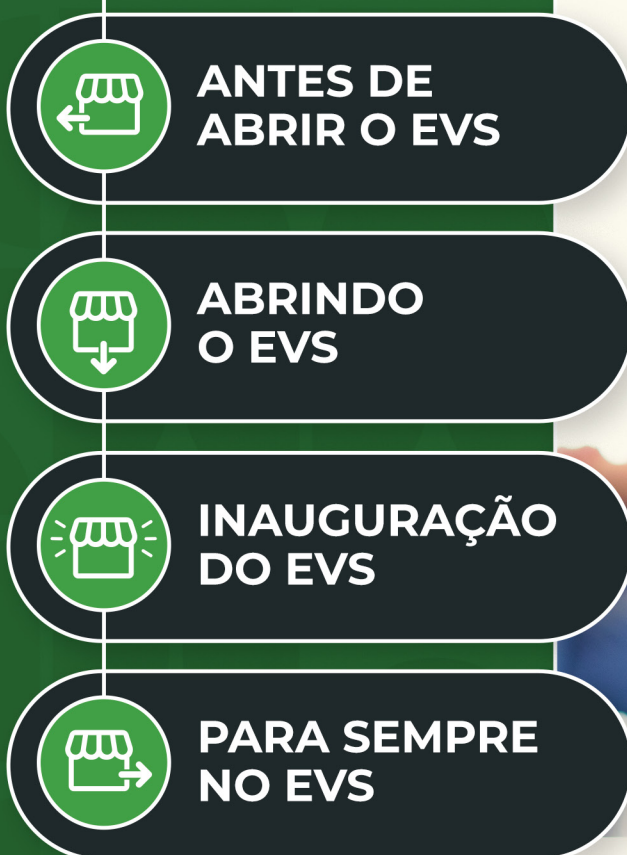 ANTES DE
ABRIR O EVS
ABRINDO
O EVS
INAUGURAÇÃO
DO EVS
PARA SEMPRE
NO EVS